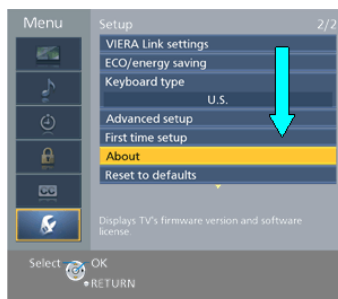 Menu
Setup 2/2
VIERA Link settings
ECO/energy saving
Keyboard type
U.S.
Advanced setup
First time setup
About
Reset to defaults
Displays TV's firmware version and software
license
Select OK
RETURN